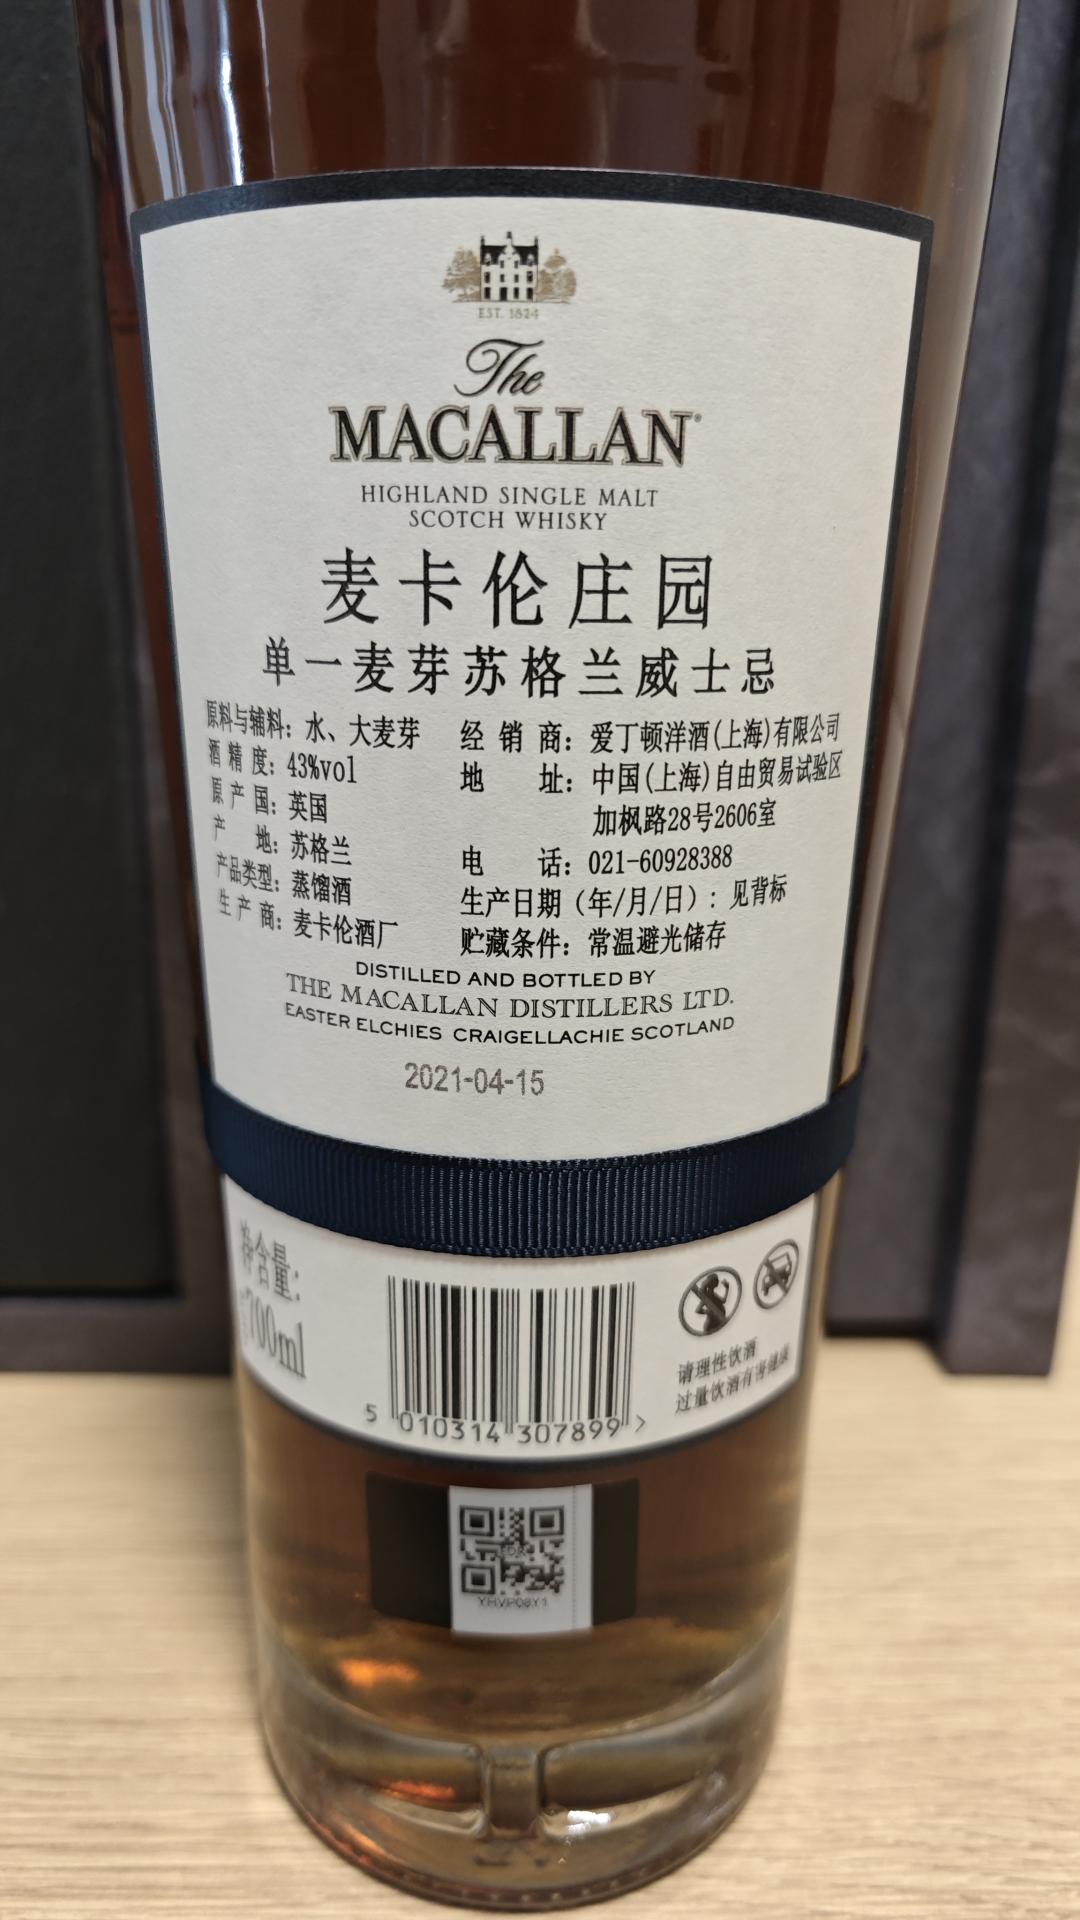 EST. 1824
The
MACALLAN®
HIGHLAND SINGLE MALT
SCOTCH WHISKY
麦卡伦庄园
单一麦芽苏格兰威士忌
原料与辅料：水、大麦芽
酒精度：43%vol
原产国：英国
产地：苏格兰
产品类型：蒸馏酒
生产商：麦卡伦酒厂
经销商：爱丁顿洋酒(上海)有限公司
地址：中国(上海)自由贸易试验区
加枫路28号2606室
电话：021-60928388
生产日期（年/月/日）：见背标
贮藏条件：常温避光储存
DISTILLED AND BOTTLED BY
THE MACALLAN DISTILLERS LTD.
EASTER ELCHIES CRAIGELLACHIE SCOTLAND
2021-04-15
净含量：
700ml
5 010314 307899 >
请理性饮酒
过量饮酒有害健康